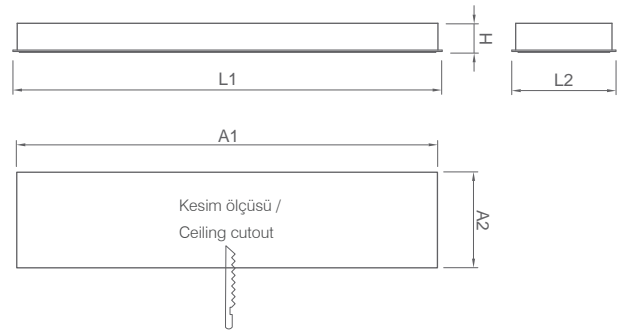 H
L1
L2
A1
Kesim ölçüsü /
Ceiling cutout
A2